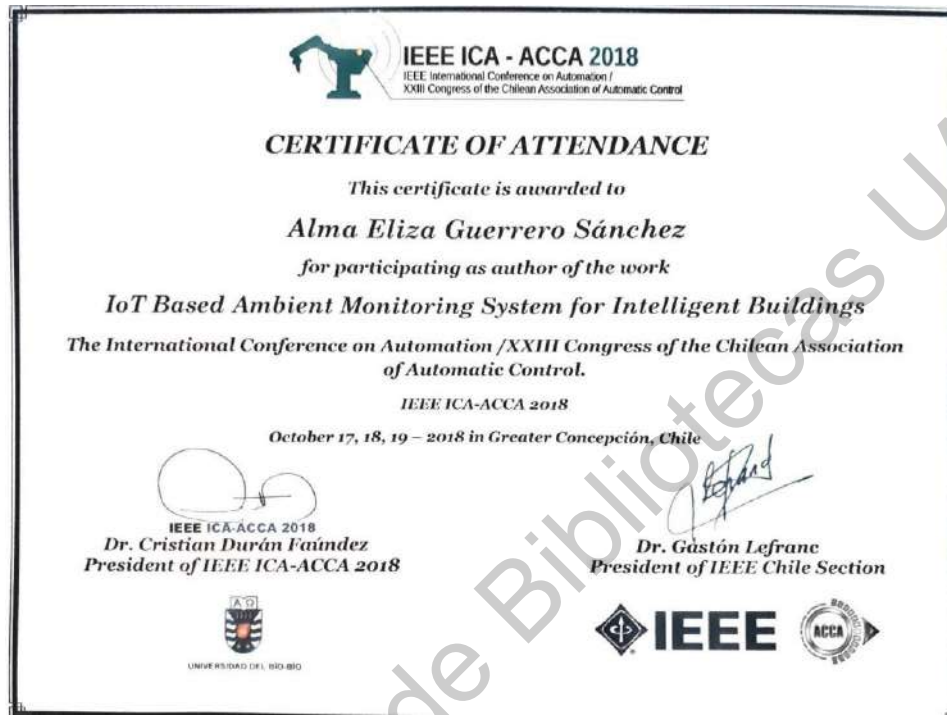 IEEE ICA - ACCA 2018
IEEE International Conference on Automation /
XXIII Congress of the Chilean Association of Automatic Control
CERTIFICATE OF ATTENDANCE
This certificate is awarded to
Alma Eliza Guerrero Sánchez
for participating as author of the work
IoT Based Ambient Monitoring System for Intelligent Buildings
The International Conference on Automation /XXIII Congress of the Chilean Association
of Automatic Control.
IEEE ICA-ACCA 2018
October 17, 18, 19 – 2018 in Greater Concepción, Chile
IEEE ICA-ACCA 2018
Dr. Cristian Durán Faúndez
President of IEEE ICA-ACCA 2018
Lefranc
Dr. Gastón Lefranc
President of IEEE Chile Section
UNIVERSIDAD DEL BÍO-BÍO
IEEE
ACCA
de Bibliotecas